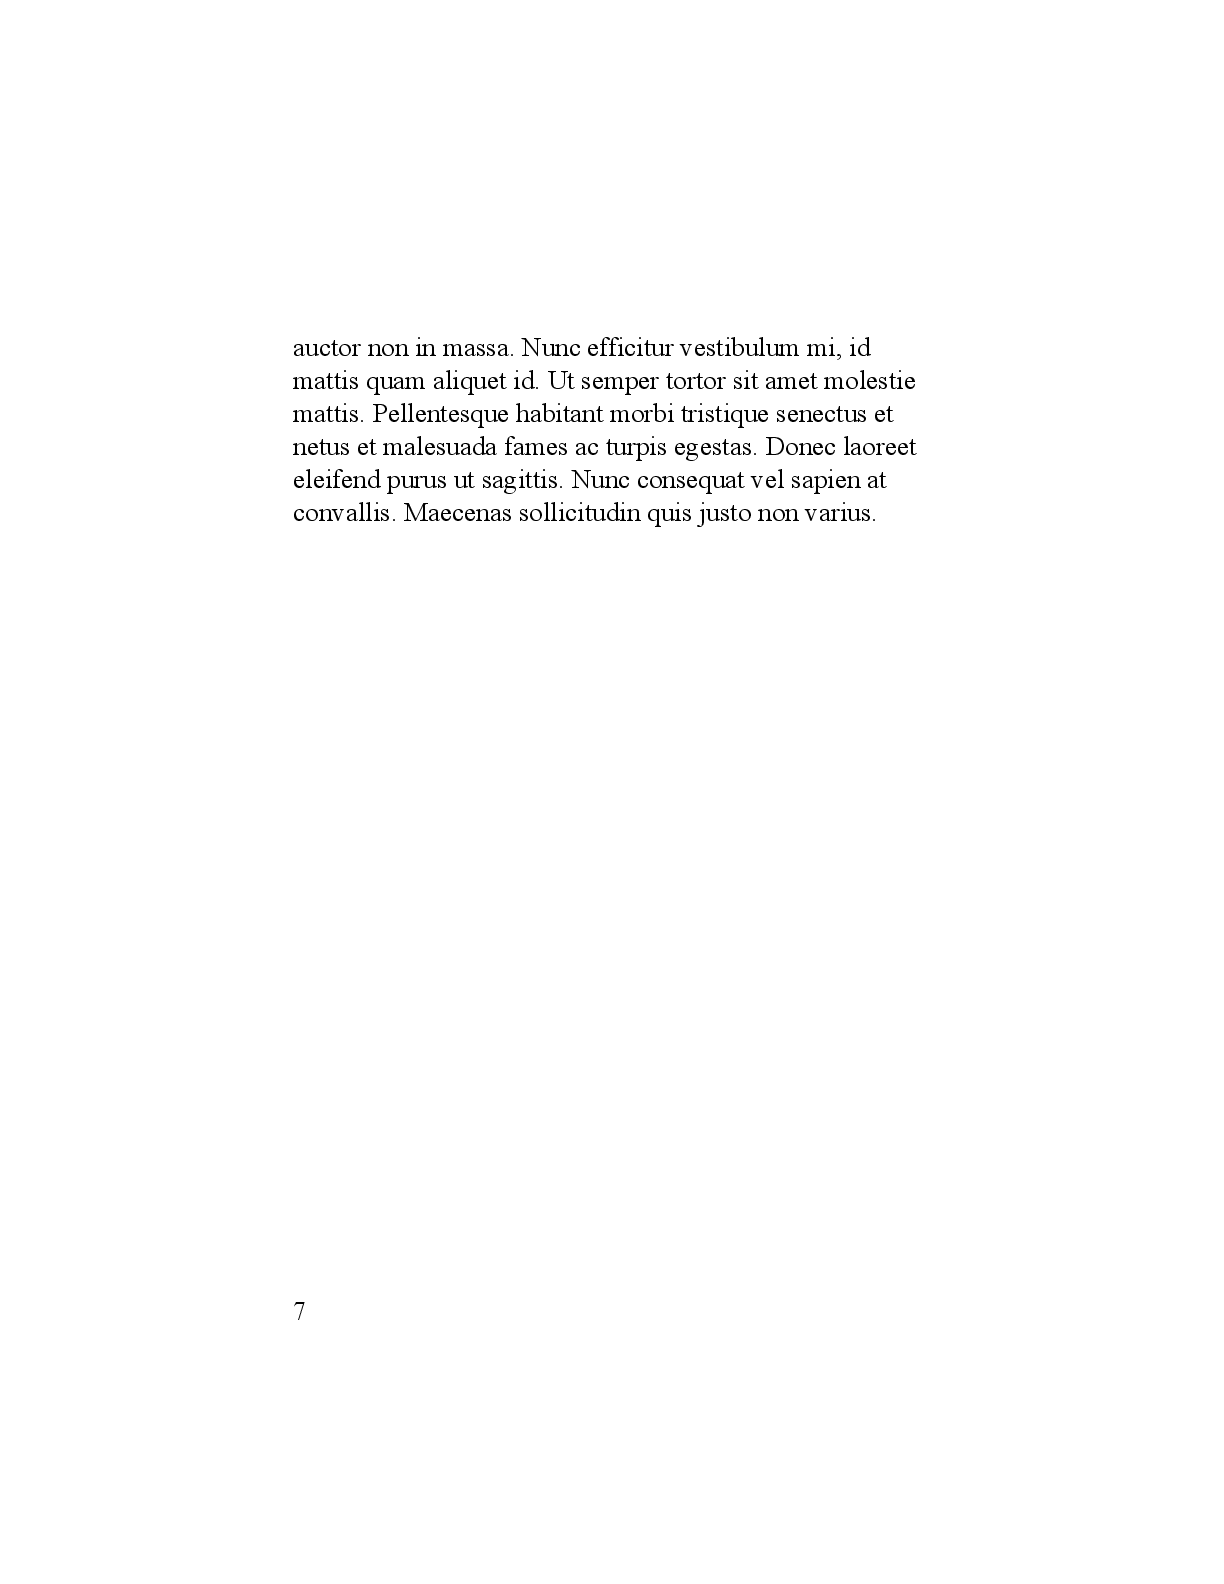 auctor non in massa. Nunc efficitur vestibulum mi, id
mattis quam aliquet id. Ut semper tortor sit amet molestie
mattis. Pellentesque habitant morbi tristique senectus et
netus et malesuada fames ac turpis egestas. Donec laoreet
eleifend purus ut sagittis. Nunc consequat vel sapien at
convallis. Maecenas sollicitudin quis justo non varius.
7